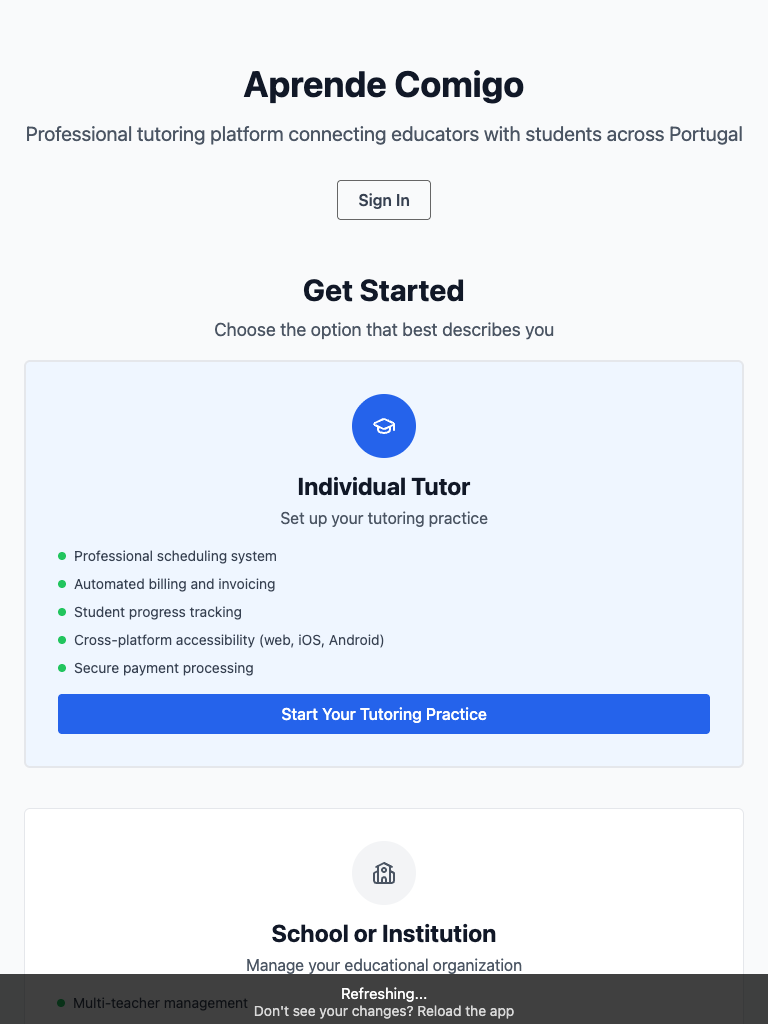 Aprende Comigo
Professional tutoring platform connecting educators with students across Portugal
Sign In
Get Started
Choose the option that best describes you
Individual Tutor
Set up your tutoring practice
Professional scheduling system
Automated billing and invoicing
Student progress tracking
Cross-platform accessibility (web, iOS, Android)
Secure payment processing
Start Your Tutoring Practice
School or Institution
Manage your educational organization
Multi-teacher management
Refreshing...
Don't see your changes? Reload the app